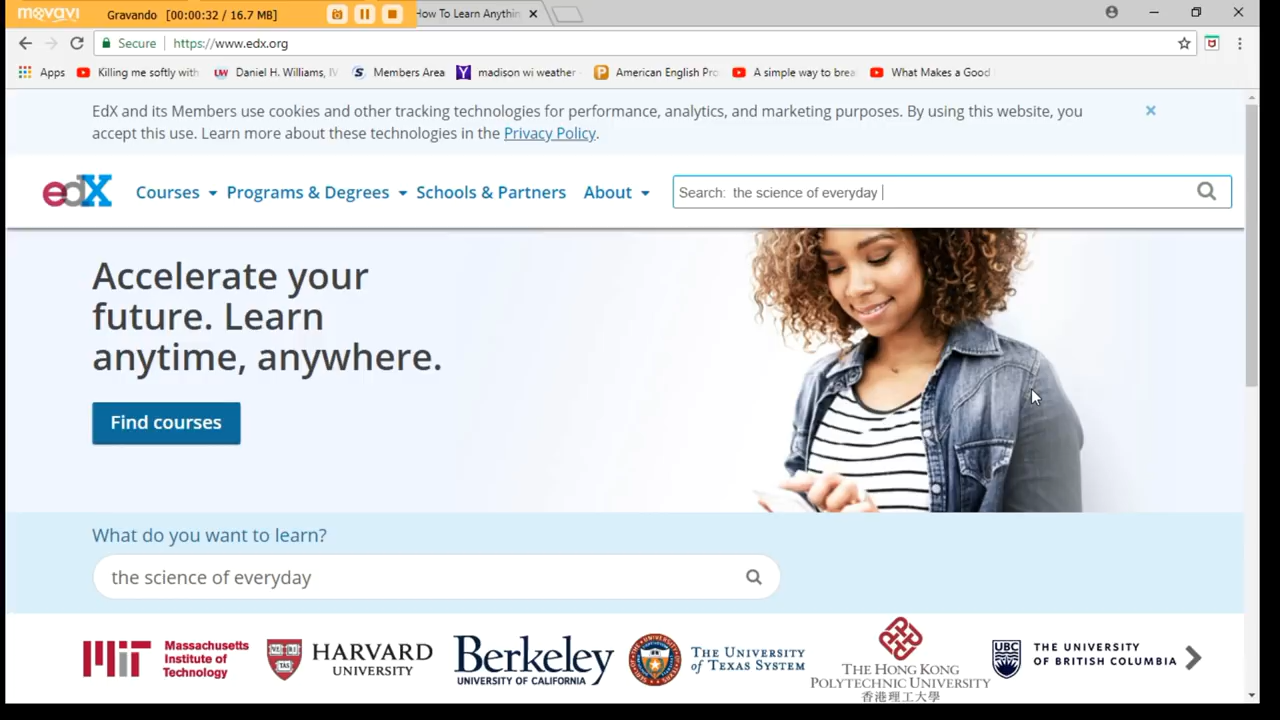 movavi Gravando [00:00:32 / 16.7 MB]
How To Learn Anythin
Secure https://www.edx.org
Apps Killing me softly with Daniel H. Williams, IV Members Area madison wi weather American English Pro A simple way to brea What Makes a Good
EdX and its Members use cookies and other tracking technologies for performance, analytics, and marketing purposes. By using this website, you
accept this use. Learn more about these technologies in the Privacy Policy.
edX Courses Programs & Degrees Schools & Partners About Search: the science of everyday
Accelerate your
future. Learn
anytime, anywhere.
Find courses
What do you want to learn?
the science of everyday
MIT Massachusetts
Institute of
Technology
HARVARD
UNIVERSITY
Berkeley
UNIVERSITY OF CALIFORNIA
THE UNIVERSITY
of TEXAS SYSTEM
THE HONG KONG
POLYTECHNIC UNIVERSITY
香港理工大學
UBC THE UNIVERSITY
OF BRITISH COLUMBIA